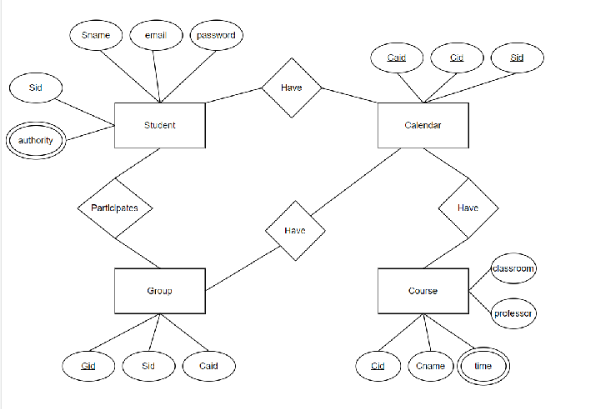 Sname
email
password
Caid
Cid
Sid
Sid
Have
Student
Calendar
authority
Participates
Have
Have
classroom
Group
Course
professor
Gid
Sid
Caid
Cid
Cname
time